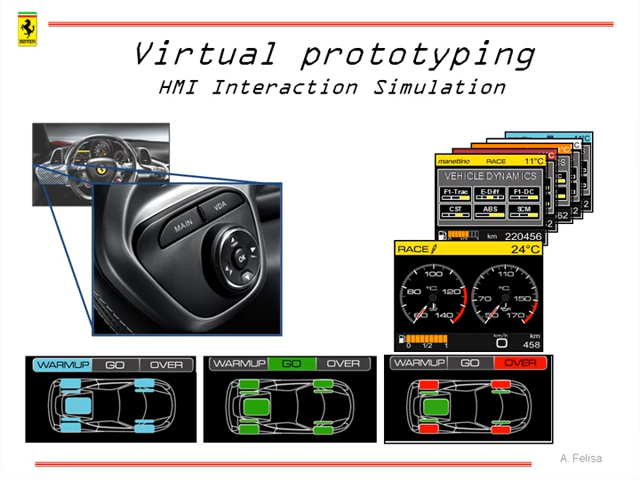 Virtual prototyping
HMI Interaction Simulation
MAIN
VDA
OK
manettino RACE 11°C
VEHICLE DYNAMICS
F1-Trac E-Diff F1-DC
CST ABS SCM
km 220456
RACE 24°C
100
80 120
°C
60 140
110
°C
70 150
50 170
0 1/2 1
km/h
km
458
WARMUP GO OVER
WARMUP GO OVER
WARMUP GO OVER
A. Felisa